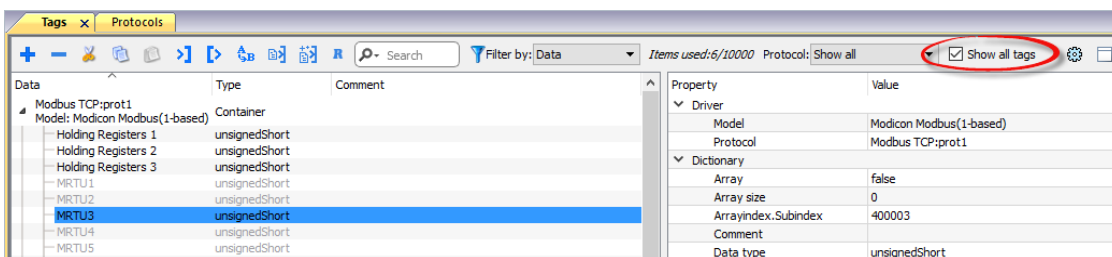 Tags x Protocols
R Search Filter by: Data Items used:6/10000 Protocol: Show all Show all tags
Data Type Comment Property Value
Modbus TCP:prot1
Model: Modicon Modbus(1-based) Container
Holding Registers 1 unsignedShort
Holding Registers 2 unsignedShort
Holding Registers 3 unsignedShort
MRTU1 unsignedShort
MRTU2 unsignedShort
MRTU3 unsignedShort
MRTU4 unsignedShort
MRTU5 unsignedShort
Driver
Model Modicon Modbus(1-based)
Protocol Modbus TCP:prot1
Dictionary
Array false
Array size 0
Arrayindex.Subindex 400003
Comment
Data type unsignedShort